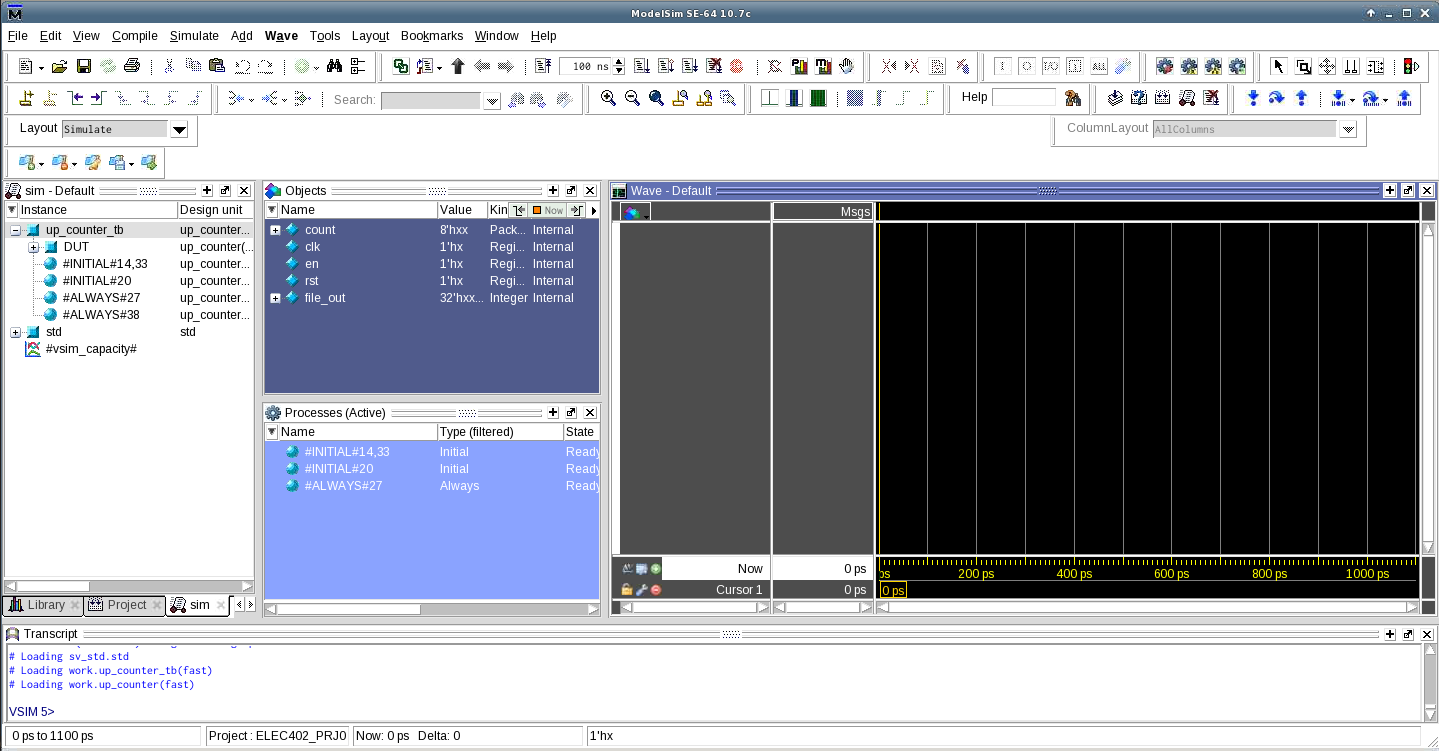 ModelSim SE-64 10.7c
File Edit View Compile Simulate Add Wave Tools Layout Bookmarks Window Help
100 ns
Search:
Help
Layout Simulate
ColumnLayout AllColumns
sim - Default
Instance Design unit
up_counter_tb up_counter...
DUT up_counter(...
#INITIAL#14,33 up_counter...
#INITIAL#20 up_counter...
#ALWAYS#27 up_counter...
#ALWAYS#38 up_counter...
std std
#vsim_capacity#
Library Project sim
Objects
Name Value Kin Now
count 8'hxx Pack... Internal
clk 1'hx Regi... Internal
en 1'hx Regi... Internal
rst 1'hx Regi... Internal
file_out 32'hxx... Integer Internal
Processes (Active)
Name Type (filtered) State
#INITIAL#14,33 Initial Ready
#INITIAL#20 Initial Ready
#ALWAYS#27 Always Ready
Wave - Default
Msgs
Now 0 ps
ps 200 ps 400 ps 600 ps 800 ps 1000 ps
Cursor 1 0 ps 0 ps
Transcript
# Loading sv_std.std
# Loading work.up_counter_tb(fast)
# Loading work.up_counter(fast)
VSIM 5>
0 ps to 1100 ps Project : ELEC402_PRJ0 Now: 0 ps Delta: 0 1'hx